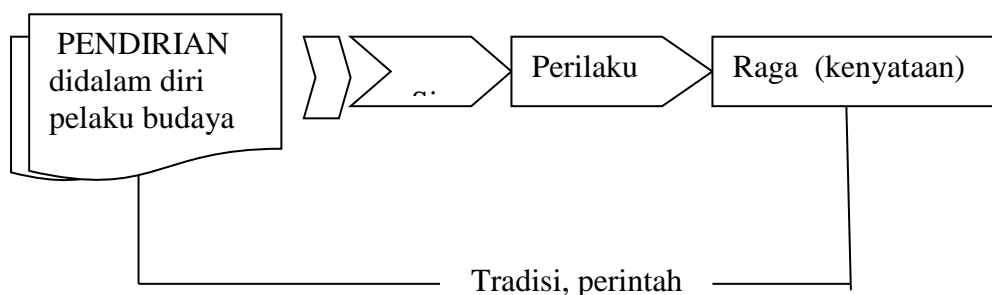 PENDIRIAN
didalam diri
pelaku budaya
Perilaku
Raga (kenyataan)
Tradisi, perintah